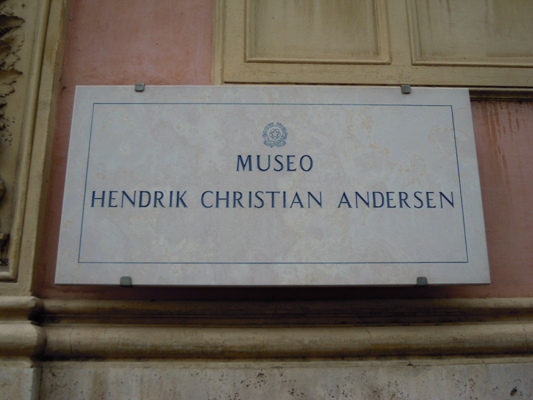 MUSEO
HENDRIK CHRISTIAN ANDERSEN